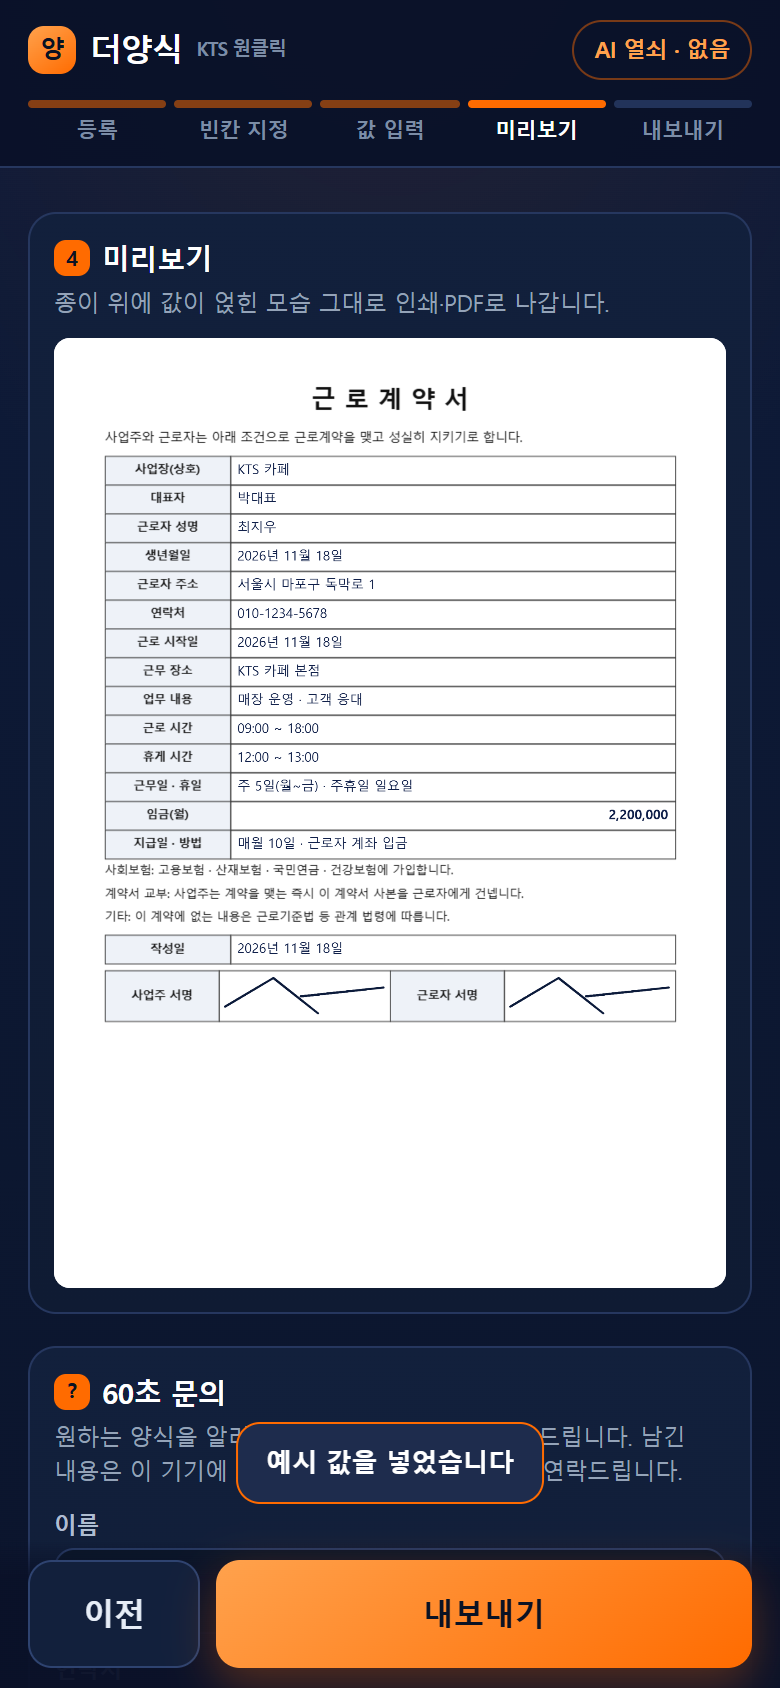 양 더양식 KTS 원클릭 AI 열쇠 · 없음
등록 빈칸 지정 값 입력 미리보기 내보내기
4 미리보기
종이 위에 값이 얹힌 모습 그대로 인쇄·PDF로 나갑니다.
근로계약서
사업주와 근로자는 아래 조건으로 근로계약을 맺고 성실히 지키기로 합니다.
사업장(상호) KTS 카페
대표자 박대표
근로자 성명 최지우
생년월일 2026년 11월 18일
근로자 주소 서울시 마포구 독막로 1
연락처 010-1234-5678
근로 시작일 2026년 11월 18일
근무 장소 KTS 카페 본점
업무 내용 매장 운영 · 고객 응대
근로 시간 09:00 ~ 18:00
휴게 시간 12:00 ~ 13:00
근무일 · 휴일 주 5일(월~금) · 주휴일 일요일
임금(월) 2,200,000
지급일 · 방법 매월 10일 · 근로자 계좌 입금
사회보험: 고용보험 · 산재보험 · 국민연금 · 건강보험에 가입합니다.
계약서 교부: 사업주는 계약을 맺는 즉시 이 계약서 사본을 근로자에게 건넵니다.
기타: 이 계약에 없는 내용은 근로기준법 등 관계 법령에 따릅니다.
작성일 2026년 11월 18일
사업주 서명 근로자 서명
? 60초 문의
원하는 양식을 드립니다. 남긴
예시 값을 넣었습니다
내용은 이 기기에 연락드립니다.
이름
이전 내보내기